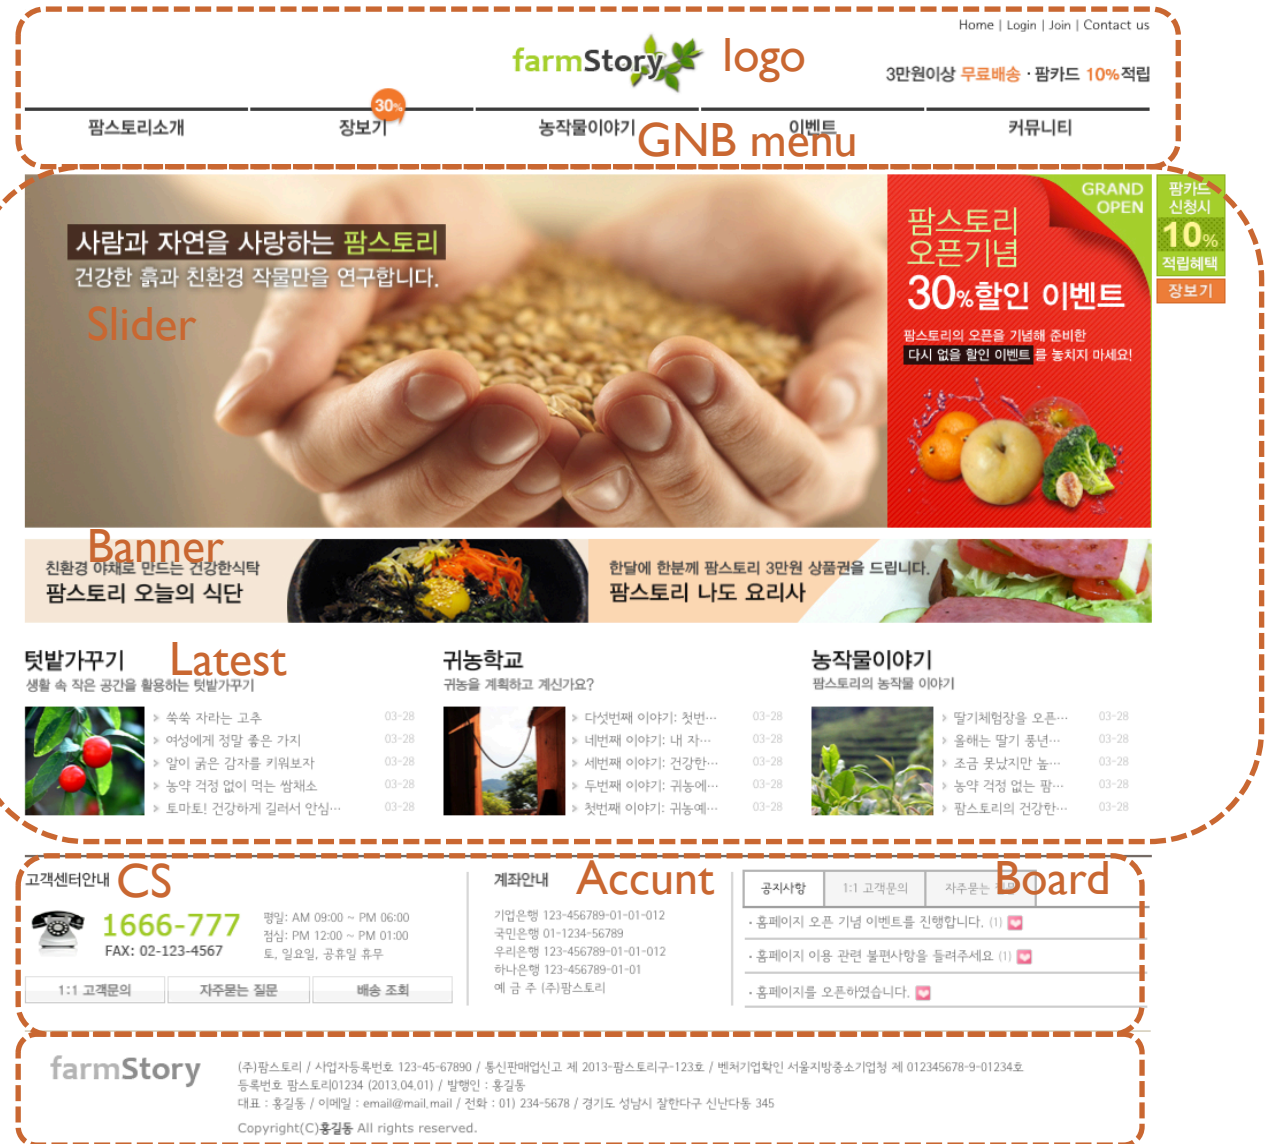 Home | Login | Join | Contact us
farmStory
logo
3만원이상 무료배송 · 팜카드 10%적립
30%
팜스토리소개
장보기
농작물이야기
이벤트
커뮤니티
GNB menu
사람과 자연을 사랑하는 팜스토리
건강한 흙과 친환경 작물만을 연구합니다.
Slider
GRAND
OPEN
팜스토리
오픈기념
30%할인 이벤트
팜스토리의 오픈을 기념해 준비한
다시 없을 할인 이벤트를 놓치지 마세요!
팜카드
신청시
10%
적립혜택
장보기
Banner
친환경 야채로 만드는 건강한식탁
팜스토리 오늘의 식단
한달에 한분께 팜스토리 3만원 상품권을 드립니다.
팜스토리 나도 요리사
텃밭가꾸기
Latest
생활 속 작은 공간을 활용하는 텃밭가꾸기
쑥쑥 자라는 고추 03-28
여성에게 정말 좋은 가지 03-28
알이 굵은 감자를 키워보자 03-28
농약 걱정 없이 먹는 쌈채소 03-28
토마토! 건강하게 길러서 안심… 03-28
귀농학교
귀농을 계획하고 계신가요?
다섯번째 이야기: 첫번… 03-28
네번째 이야기: 내 자… 03-28
세번째 이야기: 건강한… 03-28
두번째 이야기: 귀농에… 03-28
첫번째 이야기: 귀농예… 03-28
농작물이야기
팜스토리의 농작물 이야기
딸기체험장을 오픈… 03-28
올해는 딸기 풍년… 03-28
조금 못났지만 높… 03-28
농약 걱정 없는 팜… 03-28
팜스토리의 건강한… 03-28
고객센터안내
CS
1666-777
FAX: 02-123-4567
평일: AM 09:00 ~ PM 06:00
점심: PM 12:00 ~ PM 01:00
토, 일요일, 공휴일 휴무
1:1 고객문의
자주묻는 질문
배송 조회
계좌안내
Accunt
기업은행 123-456789-01-01-012
국민은행 01-1234-56789
우리은행 123-456789-01-01-012
하나은행 123-456789-01-01
예 금 주 (주)팜스토리
Board
공지사항
1:1 고객문의
자주묻는
· 홈페이지 오픈 기념 이벤트를 진행합니다. (1)
· 홈페이지 이용 관련 불편사항을 들려주세요 (1)
· 홈페이지를 오픈하였습니다.
farmStory
(주)팜스토리 / 사업자등록번호 123-45-67890 / 통신판매업신고 제 2013-팜스토리구-123호 / 벤처기업확인 서울지방중소기업청 제 012345678-9-01234호
등록번호 팜스토리01234 (2013.04.01) / 발행인 : 홍길동
대표 : 홍길동 / 이메일 : email@mail.mail / 전화 : 01) 234-5678 / 경기도 성남시 잘한다구 신난다동 345
Copyright(C)홍길동 All rights reserved.